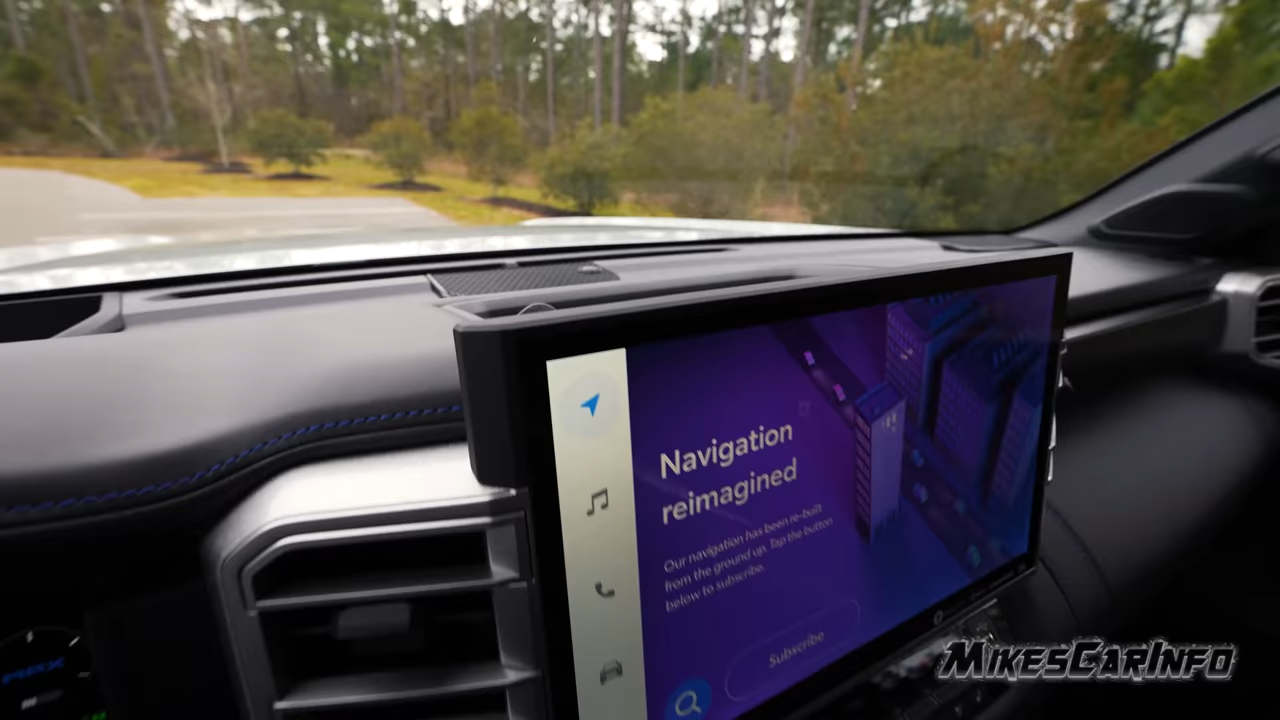 Navigation
reimagined
Our navigation has been re-built
from the ground up. Tap the button
below to subscribe.
Subscribe
MikesCarInfo